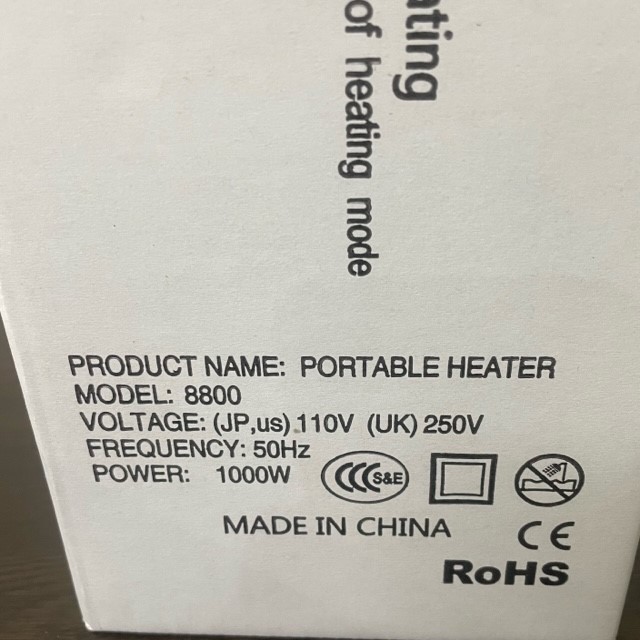 ating
of heating mode
PRODUCT NAME: PORTABLE HEATER
MODEL: 8800
VOLTAGE: (JP,us) 110V (UK) 250V
FREQUENCY: 50Hz
POWER: 1000W
CCC S&E
MADE IN CHINA
CE
RoHS